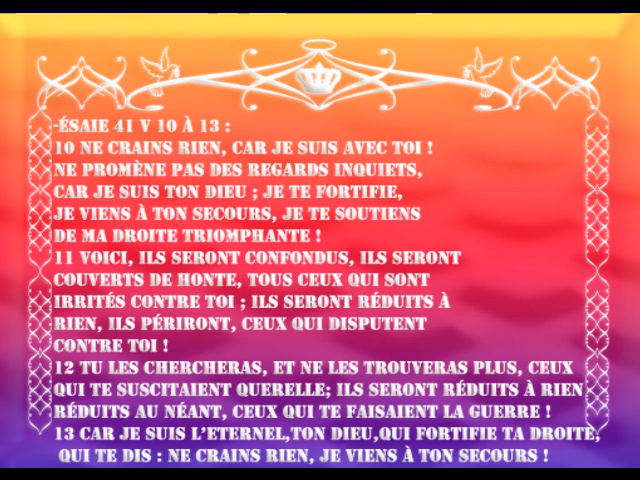 -ÉSAIE 41 V 10 À 13 :
10 NE CRAINS RIEN, CAR JE SUIS AVEC TOI !
NE PROMÈNE PAS DES REGARDS INQUIETS,
CAR JE SUIS TON DIEU ; JE TE FORTIFIE,
JE VIENS À TON SECOURS, JE TE SOUTIENS
DE MA DROITE TRIOMPHANTE !
11 VOICI, ILS SERONT CONFONDUS, ILS SERONT
COUVERTS DE HONTE, TOUS CEUX QUI SONT
IRRITÉS CONTRE TOI ; ILS SERONT RÉDUITS À
RIEN, ILS PÉRIRONT, CEUX QUI DISPUTENT
CONTRE TOI !
12 TU LES CHERCHERAS, ET NE LES TROUVERAS PLUS, CEUX
QUI TE SUSCITAIENT QUERELLE; ILS SERONT RÉDUITS À RIEN
RÉDUITS AU NÉANT, CEUX QUI TE FAISAIENT LA GUERRE !
13 CAR JE SUIS L'ETERNEL,TON DIEU,QUI FORTIFIE TA DROITE,
QUI TE DIS : NE CRAINS RIEN, JE VIENS À TON SECOURS !